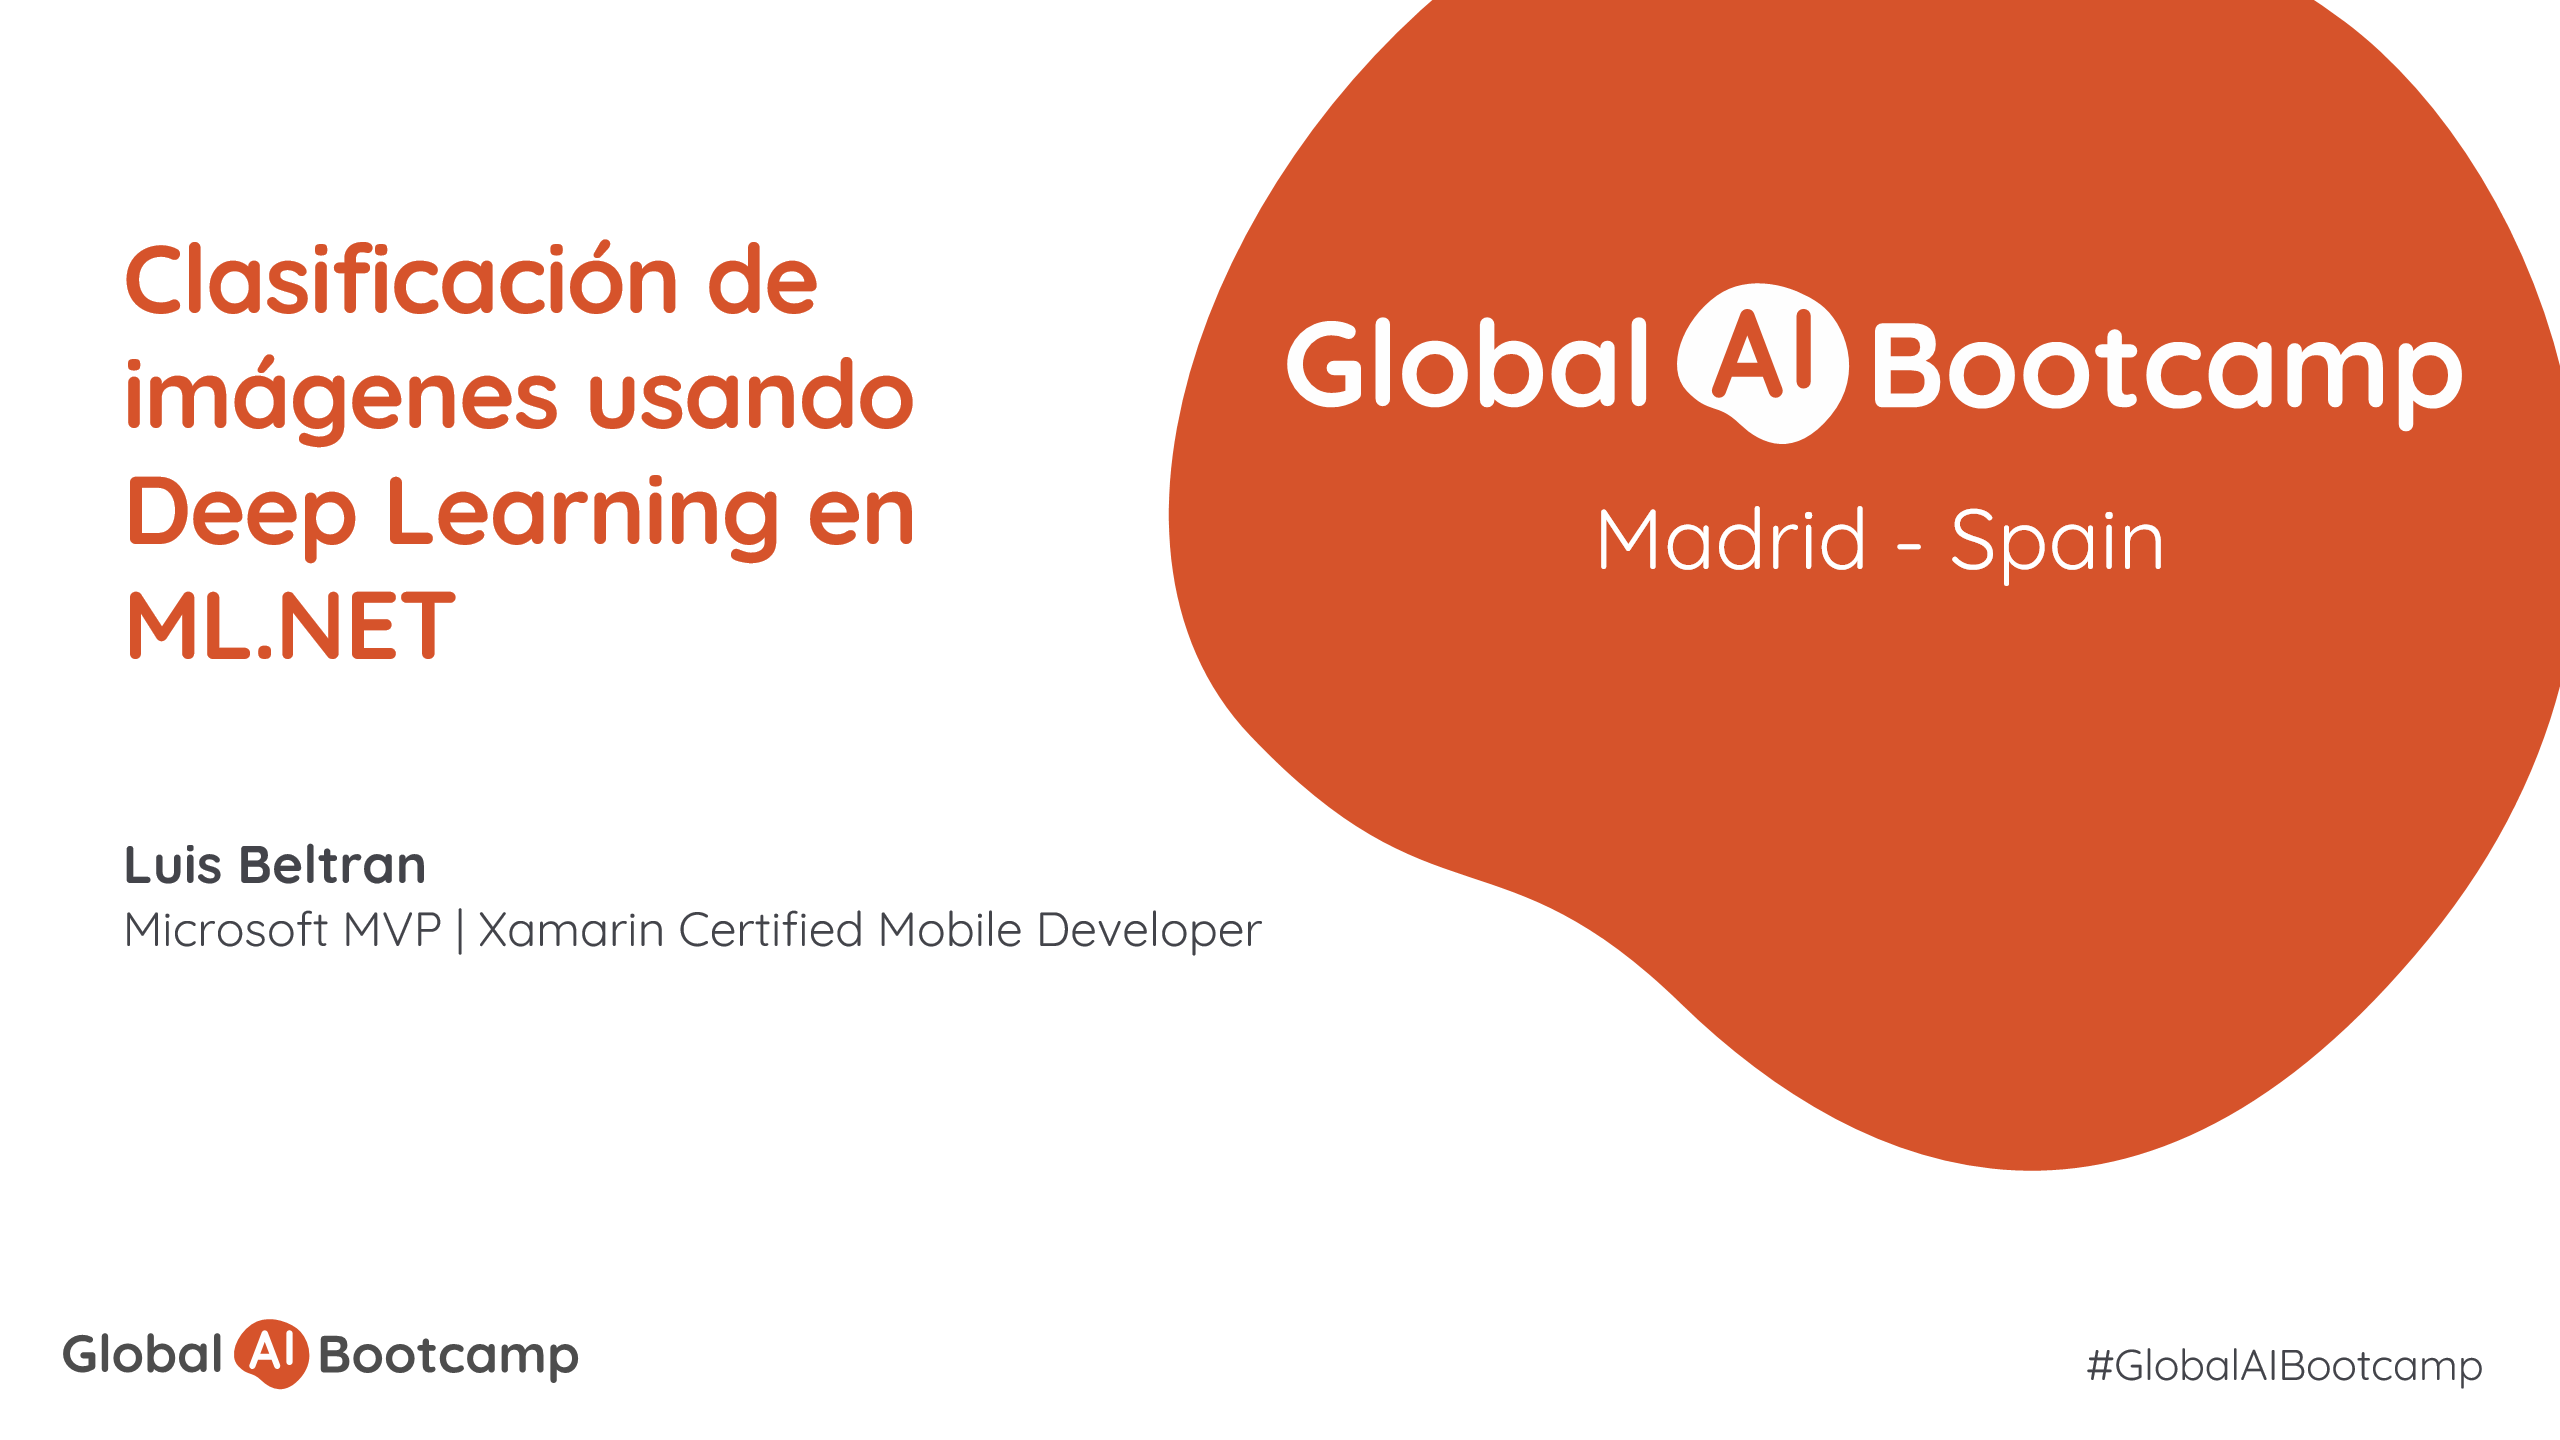 Clasificación de
imágenes usando
Deep Learning en
ML.NET
Luis Beltran
Microsoft MVP | Xamarin Certified Mobile Developer
Global AI Bootcamp
Madrid - Spain
Global AI Bootcamp
#GlobalAIBootcamp